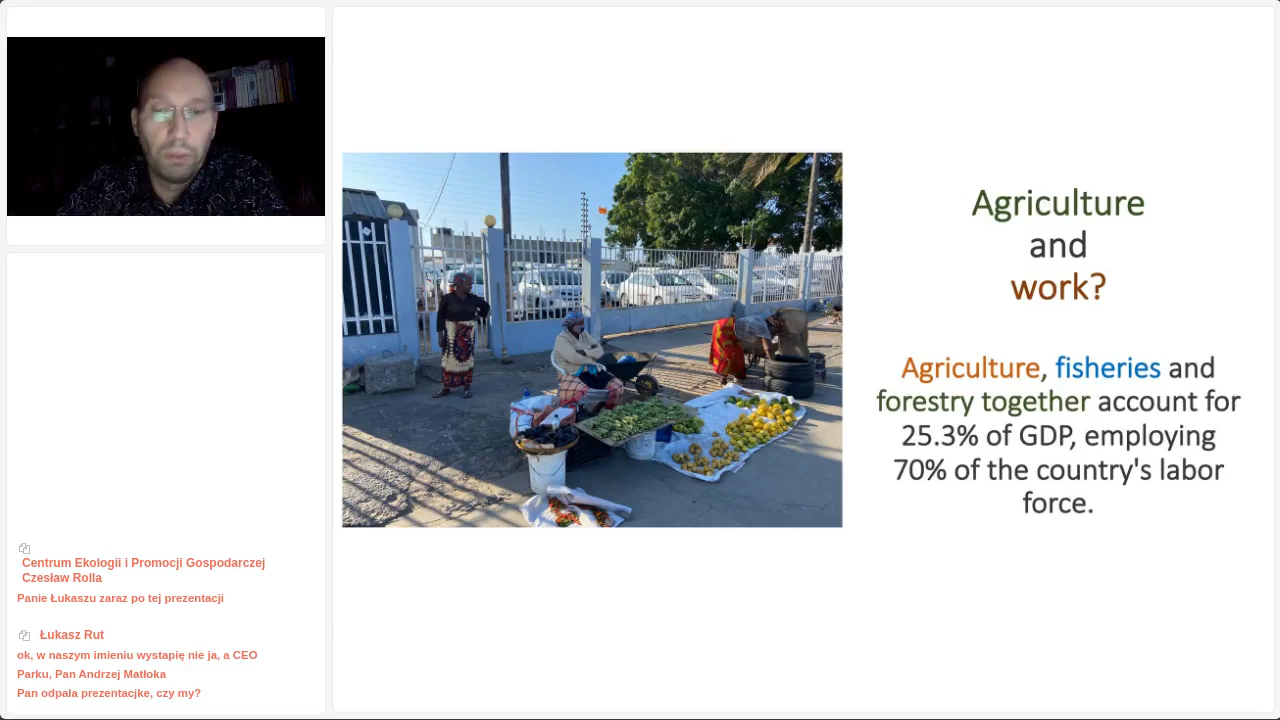 Agriculture
and
work?
Agriculture, fisheries and
forestry together account for
25.3% of GDP, employing
70% of the country's labor
force.
Centrum Ekologii i Promocji Gospodarczej
Czesław Rolla
Panie Łukaszu zaraz po tej prezentacji
Łukasz Rut
ok, w naszym imieniu wystapię nie ja, a CEO
Parku, Pan Andrzej Matłoka
Pan odpala prezentacjke, czy my?